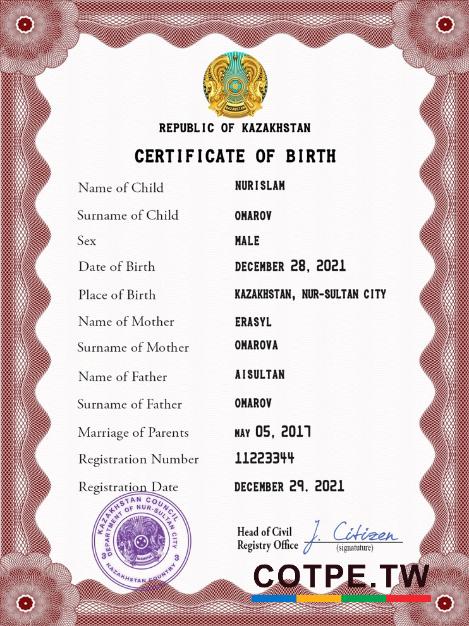 REPUBLIC OF KAZAKHSTAN
CERTIFICATE OF BIRTH
Name of Child NURISLAM
Surname of Child OMAROV
Sex MALE
Date of Birth DECEMBER 28, 2021
Place of Birth KAZAKHSTAN, NUR-SULTAN CITY
Name of Mother ERASYL
Surname of Mother OMAROVA
Name of Father AISULTAN
Surname of Father OMAROV
Marriage of Parents MAY 05, 2017
Registration Number 11223344
Registration Date DECEMBER 29. 2021
KAZAKHSTAN COUNCIL
DEPARTMENT OF NUR-SULTAN CITY
3 3
KAZAKHSTAN COUNTRY
Head of Civil
Registry Office J. Citizen
(signatuture)
COTPE.TW